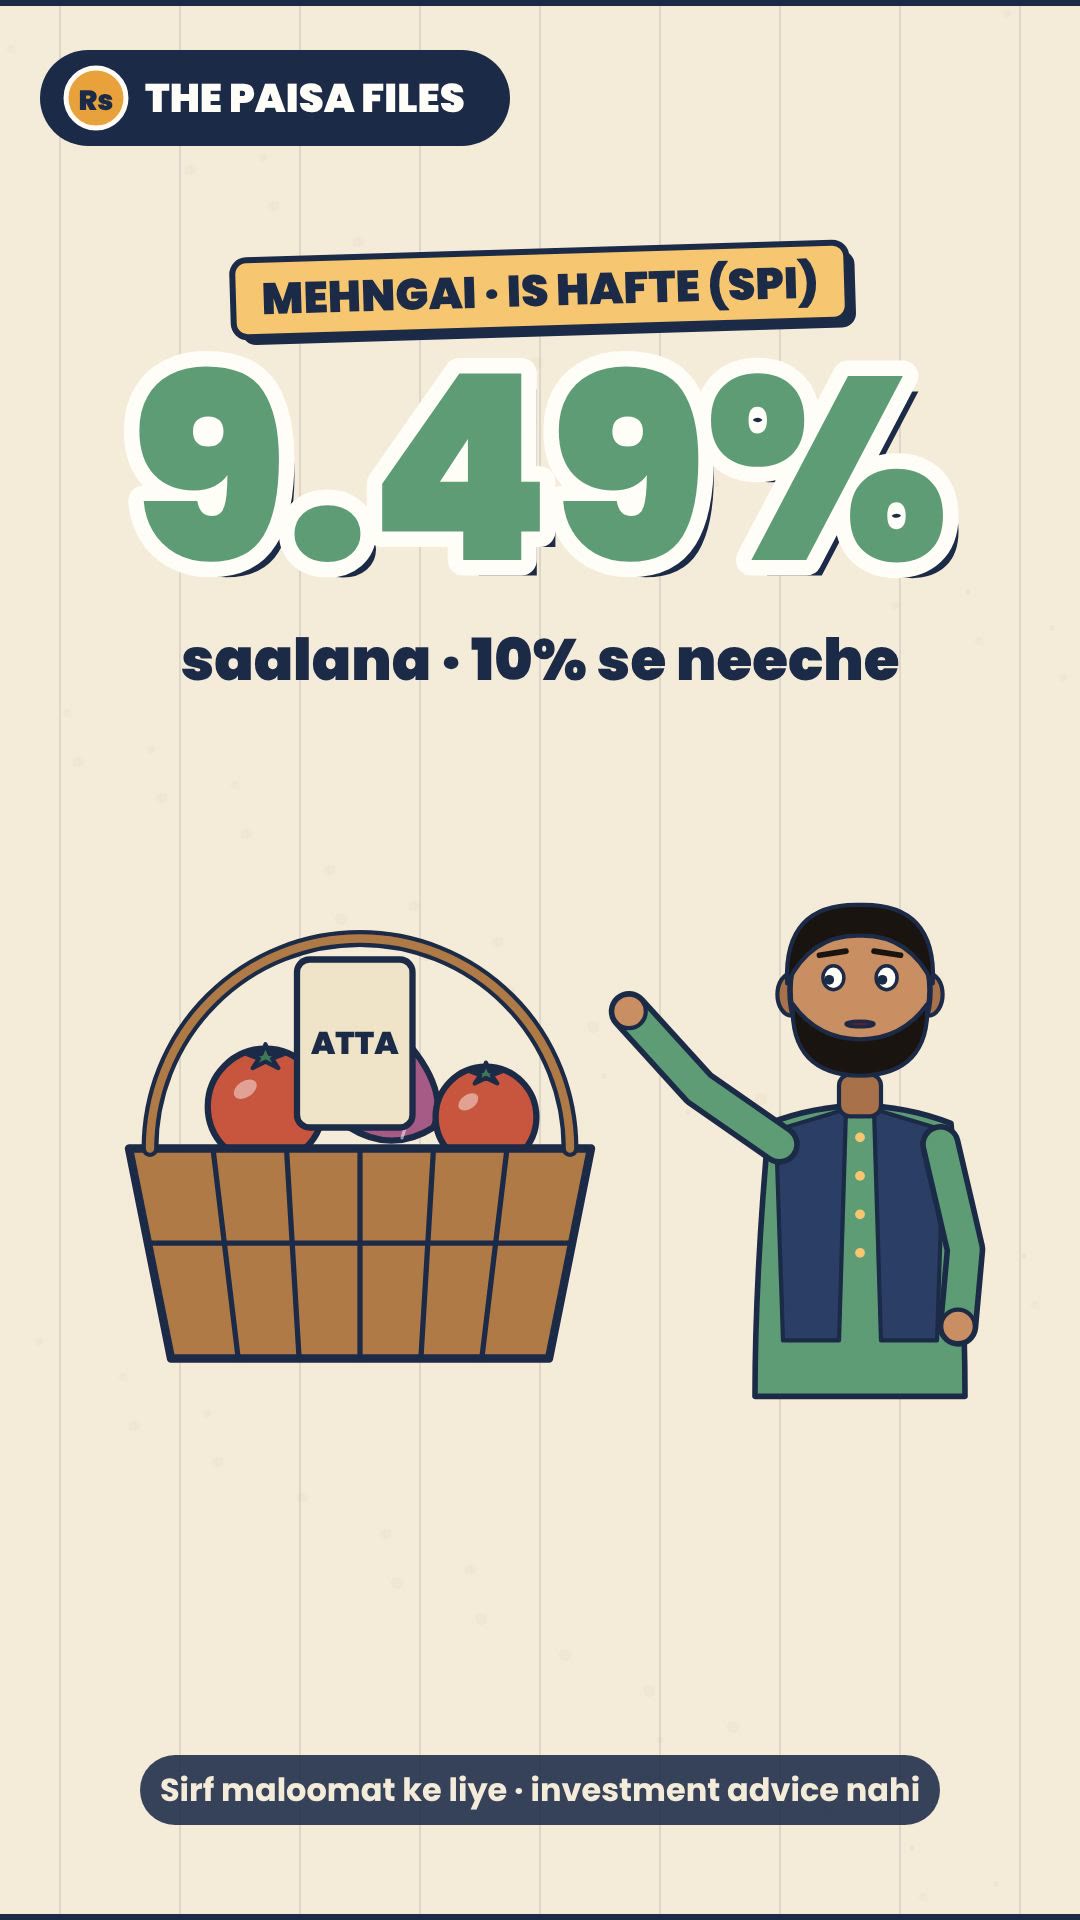 Rs THE PAISA FILES
MEHNGAI · IS HAFTE (SPI)
9.49%
saalana · 10% se neeche
ATTA
Sirf maloomat ke liye · investment advice nahi